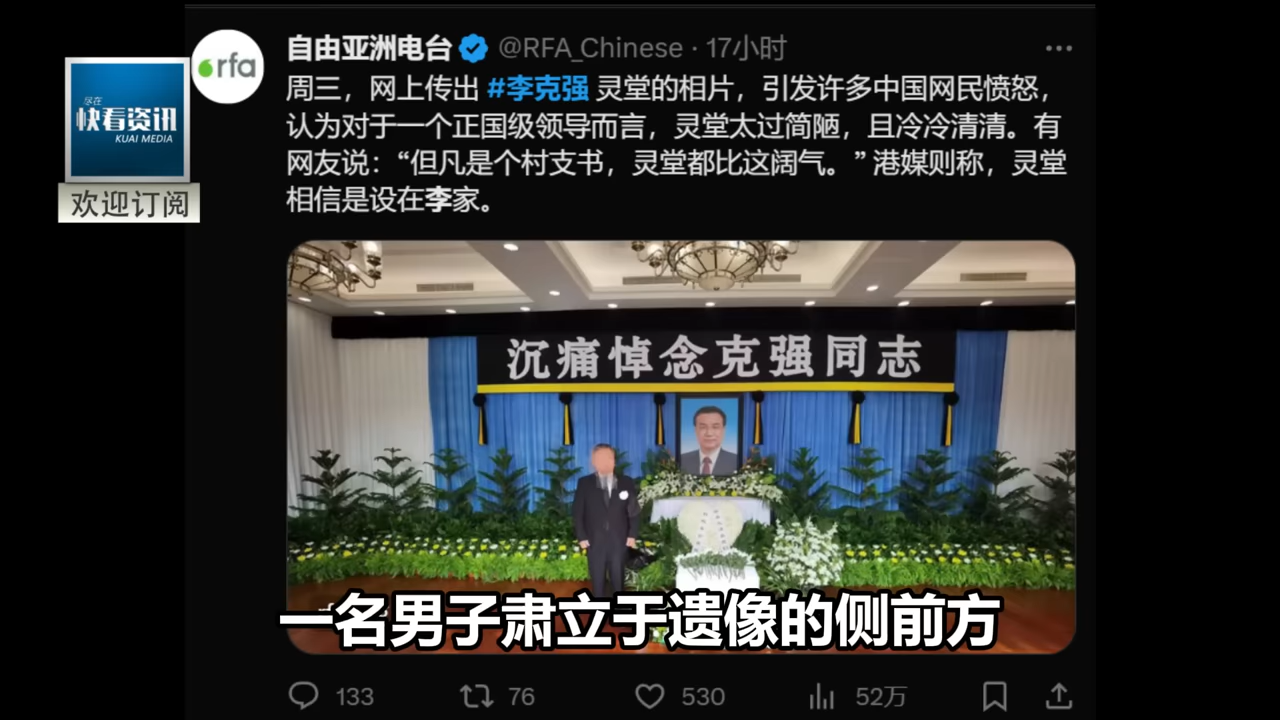 自由亚洲电台 @RFA_Chinese · 17小时
rfa
周三，网上传出 #李克强 灵堂的相片，引发许多中国网民愤怒，
认为对于一个正国级领导而言，灵堂太过简陋，且冷冷清清。有
网友说：“但凡是个村支书，灵堂都比这阔气。” 港媒则称，灵堂
相信是设在李家。
尽在
快看资讯
KUAI MEDIA
欢迎订阅
沉痛悼念克强同志
一名男子肃立于遗像的侧前方
133 76 530 52万